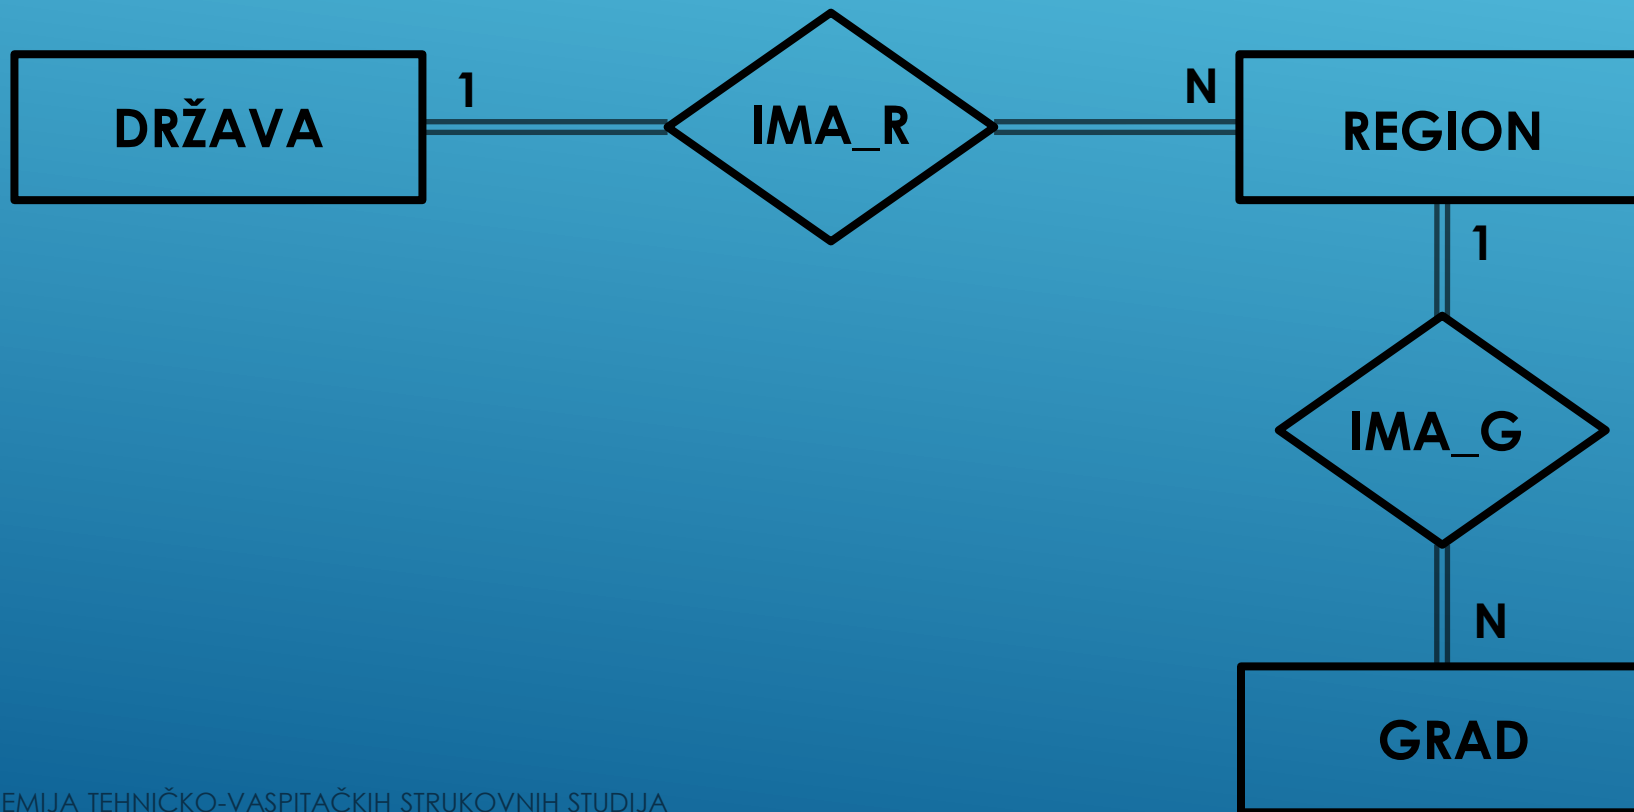 DRŽAVA
1
IMA_R
N
REGION
1
IMA_G
N
GRAD
EMIJA TEHNIČKO-VASPITAČKIH STRUKOVNIH STUDIJA